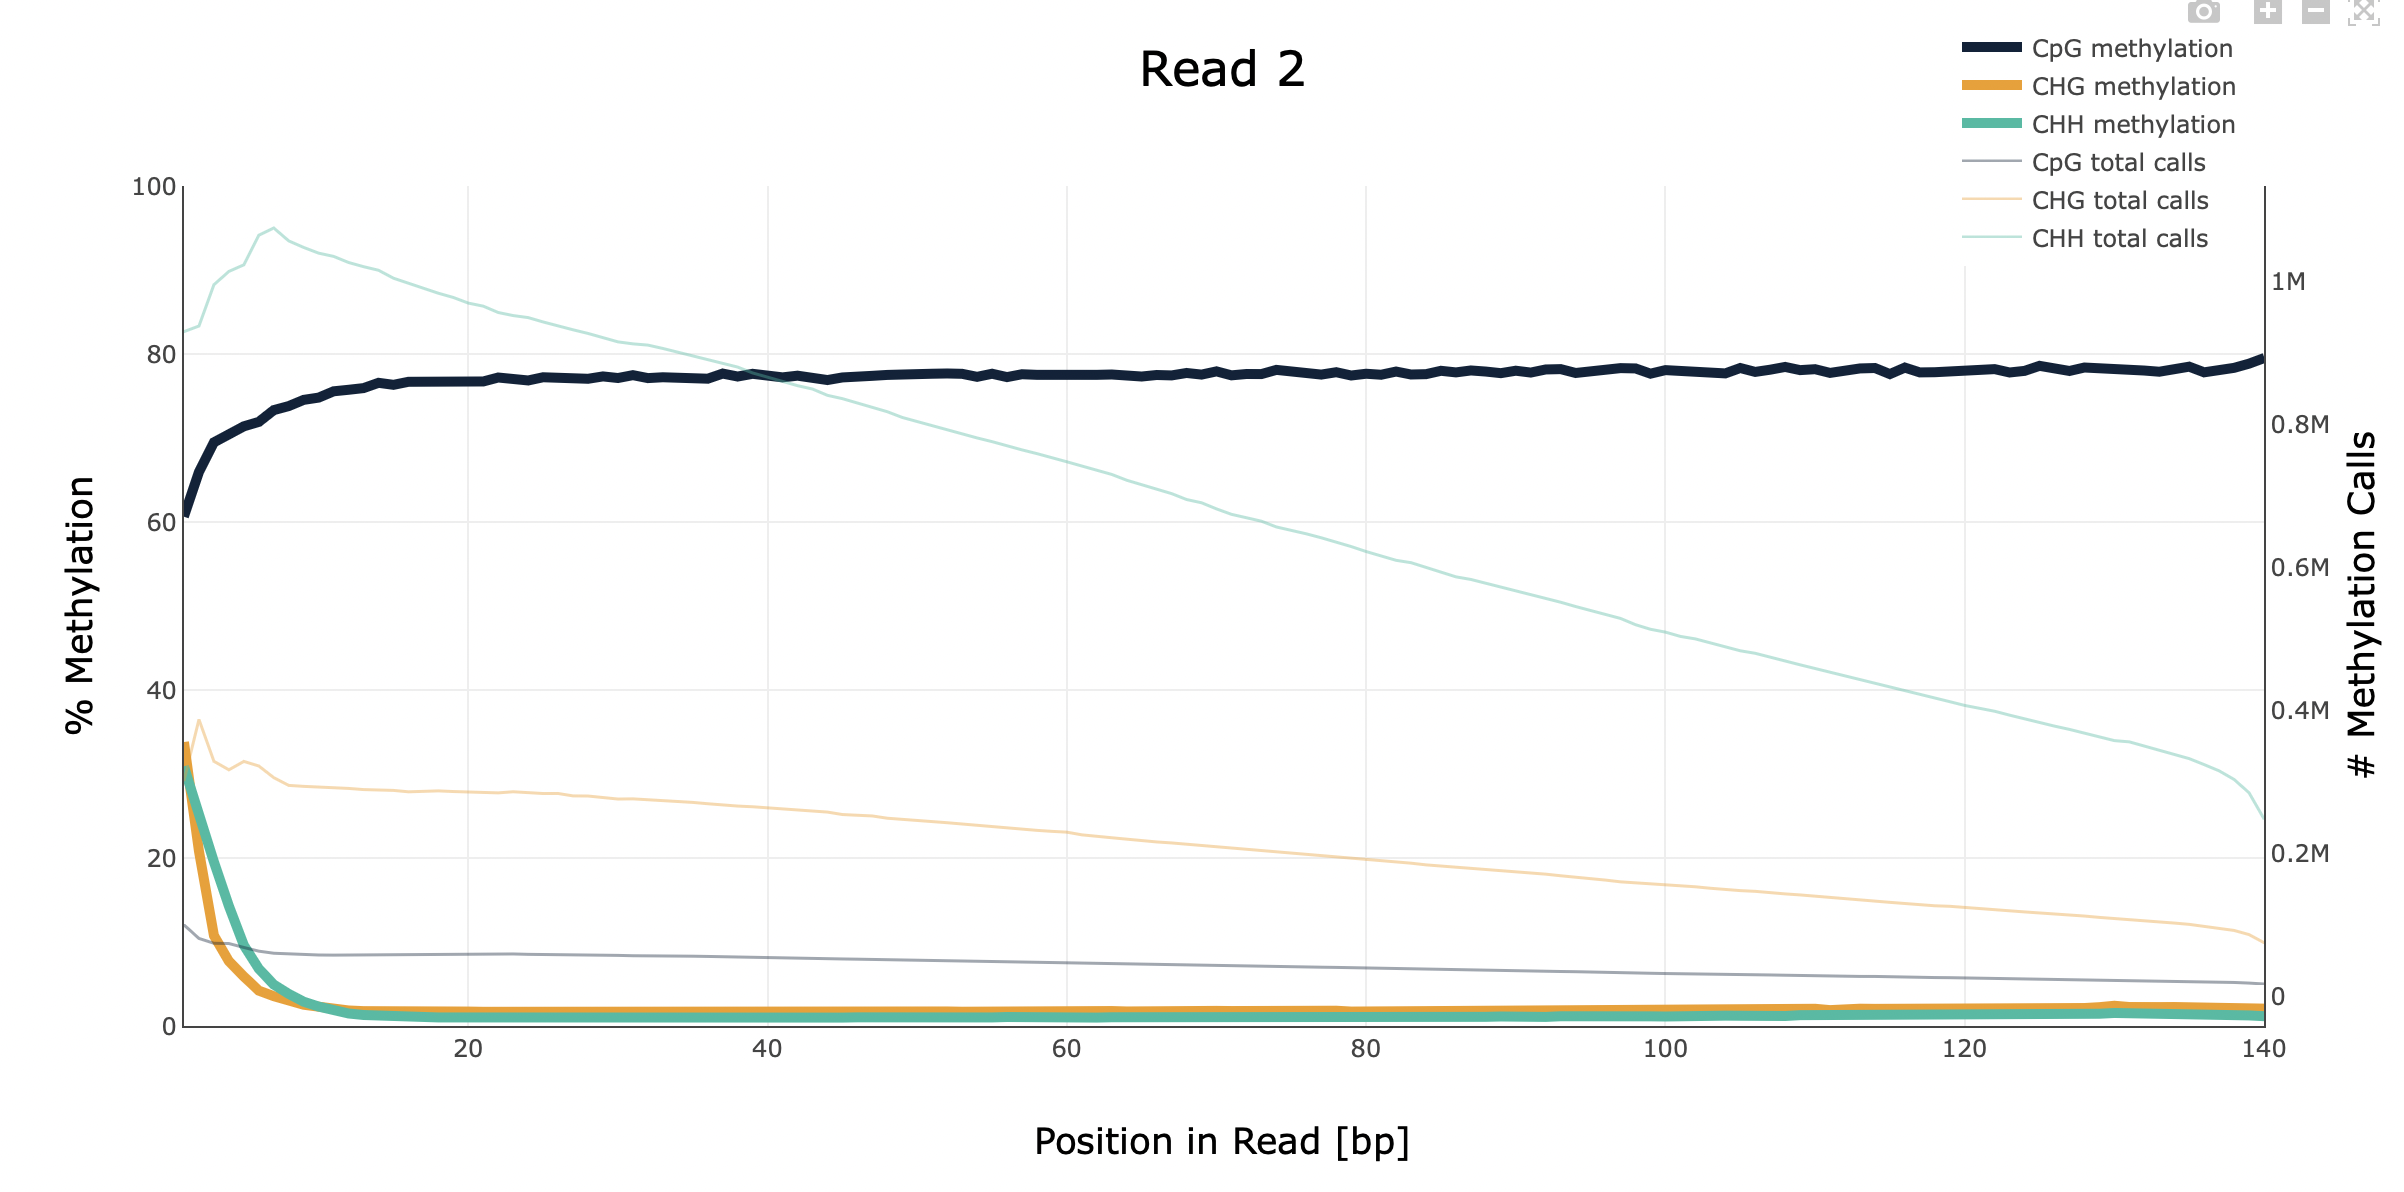 Read 2
CpG methylation
CHG methylation
CHH methylation
CpG total calls
CHG total calls
CHH total calls
100
80
60
40
20
0
% Methylation
1M
0.8M
0.6M
0.4M
0.2M
0
# Methylation Calls
20 40 60 80 100 120 140
Position in Read [bp]